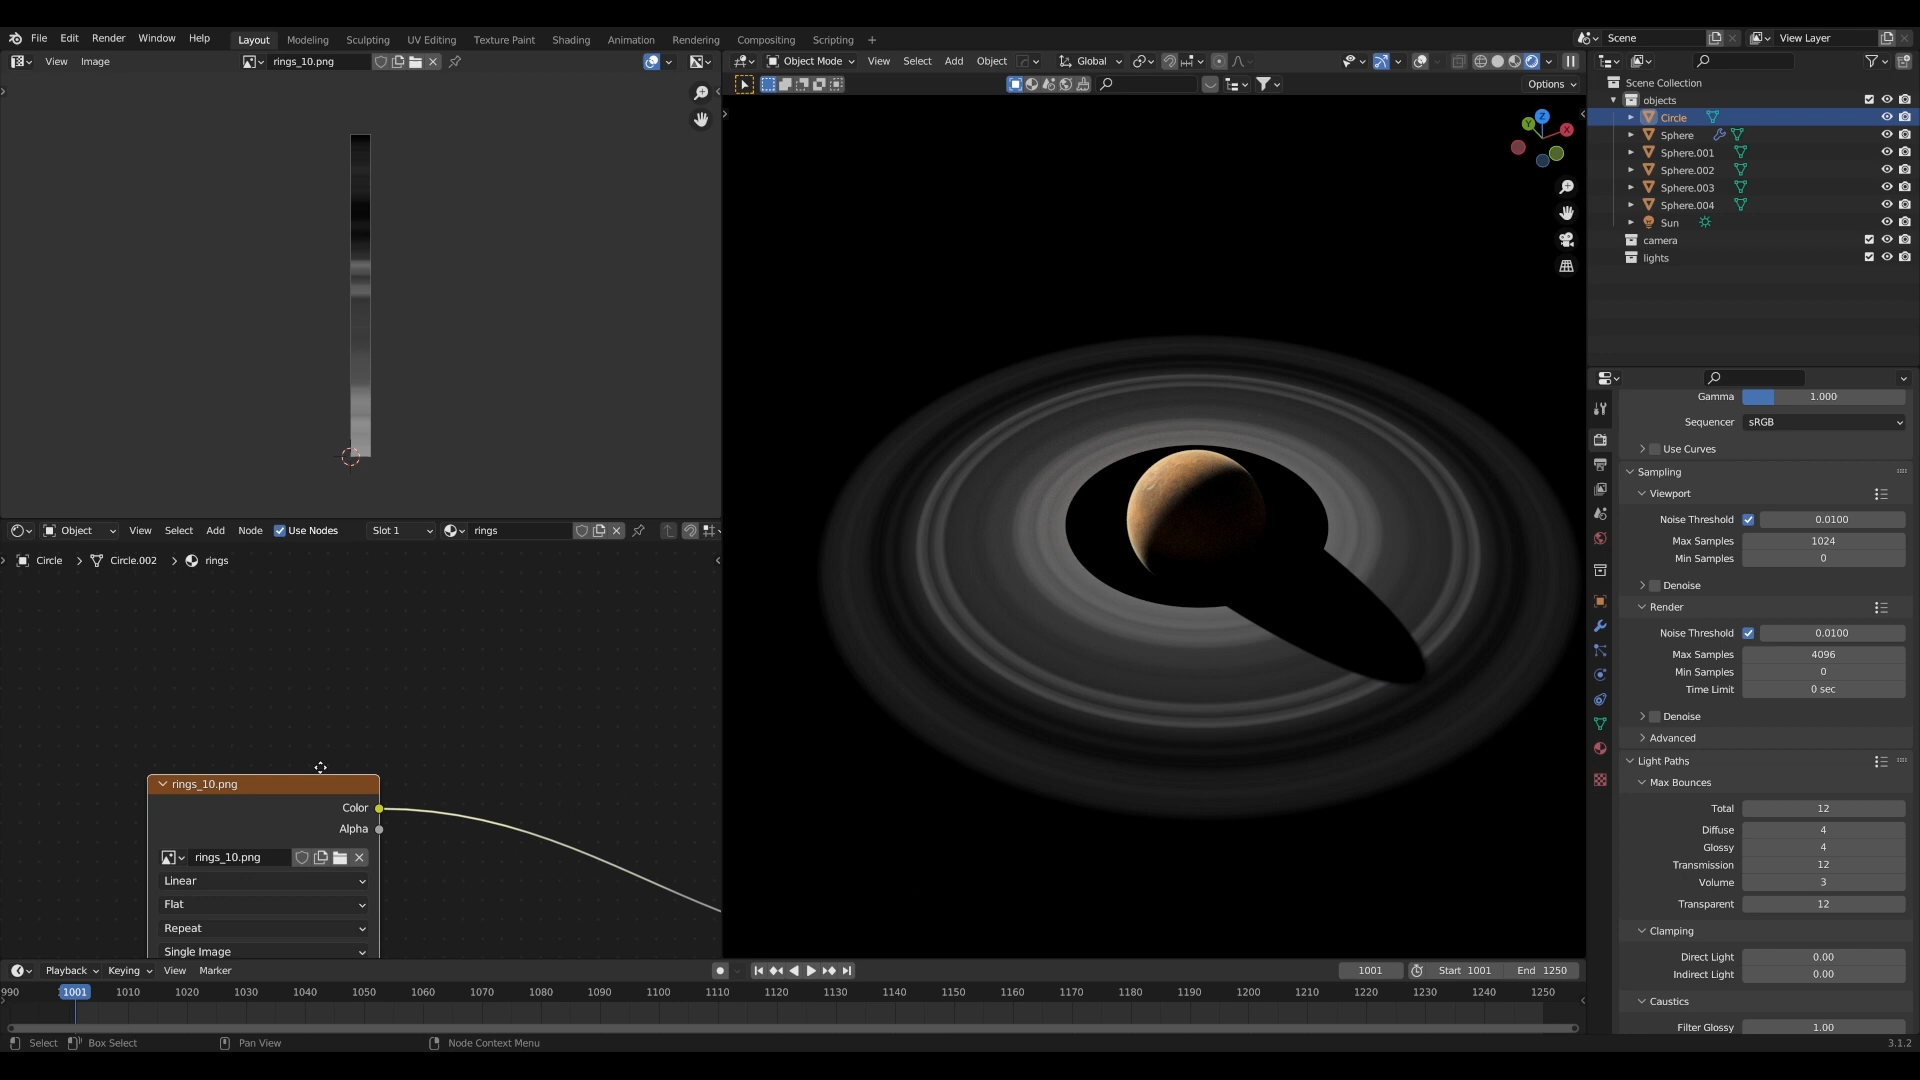 File Edit Render Window Help Layout Modeling Sculpting UV Editing Texture Paint Shading Animation Rendering Compositing Scripting + Scene View Layer
View Image rings_10.png
Object Mode View Select Add Object Global
Options
Z
Y
X
Scene Collection
objects
Circle
Sphere
Sphere.001
Sphere.002
Sphere.003
Sphere.004
Sun
camera
lights
Object View Select Add Node Use Nodes Slot 1 rings
Circle > Circle.002 > rings
rings_10.png
Color
Alpha
rings_10.png
Linear
Flat
Repeat
Single Image
Gamma 1.000
Sequencer sRGB
Use Curves
Sampling
Viewport
Noise Threshold 0.0100
Max Samples 1024
Min Samples 0
Denoise
Render
Noise Threshold 0.0100
Max Samples 4096
Min Samples 0
Time Limit 0 sec
Denoise
Advanced
Light Paths
Max Bounces
Total 12
Diffuse 4
Glossy 4
Transmission 12
Volume 3
Transparent 12
Clamping
Direct Light 0.00
Indirect Light 0.00
Caustics
Filter Glossy 1.00
Playback Keying View Marker 1001 Start 1001 End 1250
990 1001 1010 1020 1030 1040 1050 1060 1070 1080 1090 1100 1110 1120 1130 1140 1150 1160 1170 1180 1190 1200 1210 1220 1230 1240 1250
Select Box Select Pan View Node Context Menu 3.1.2